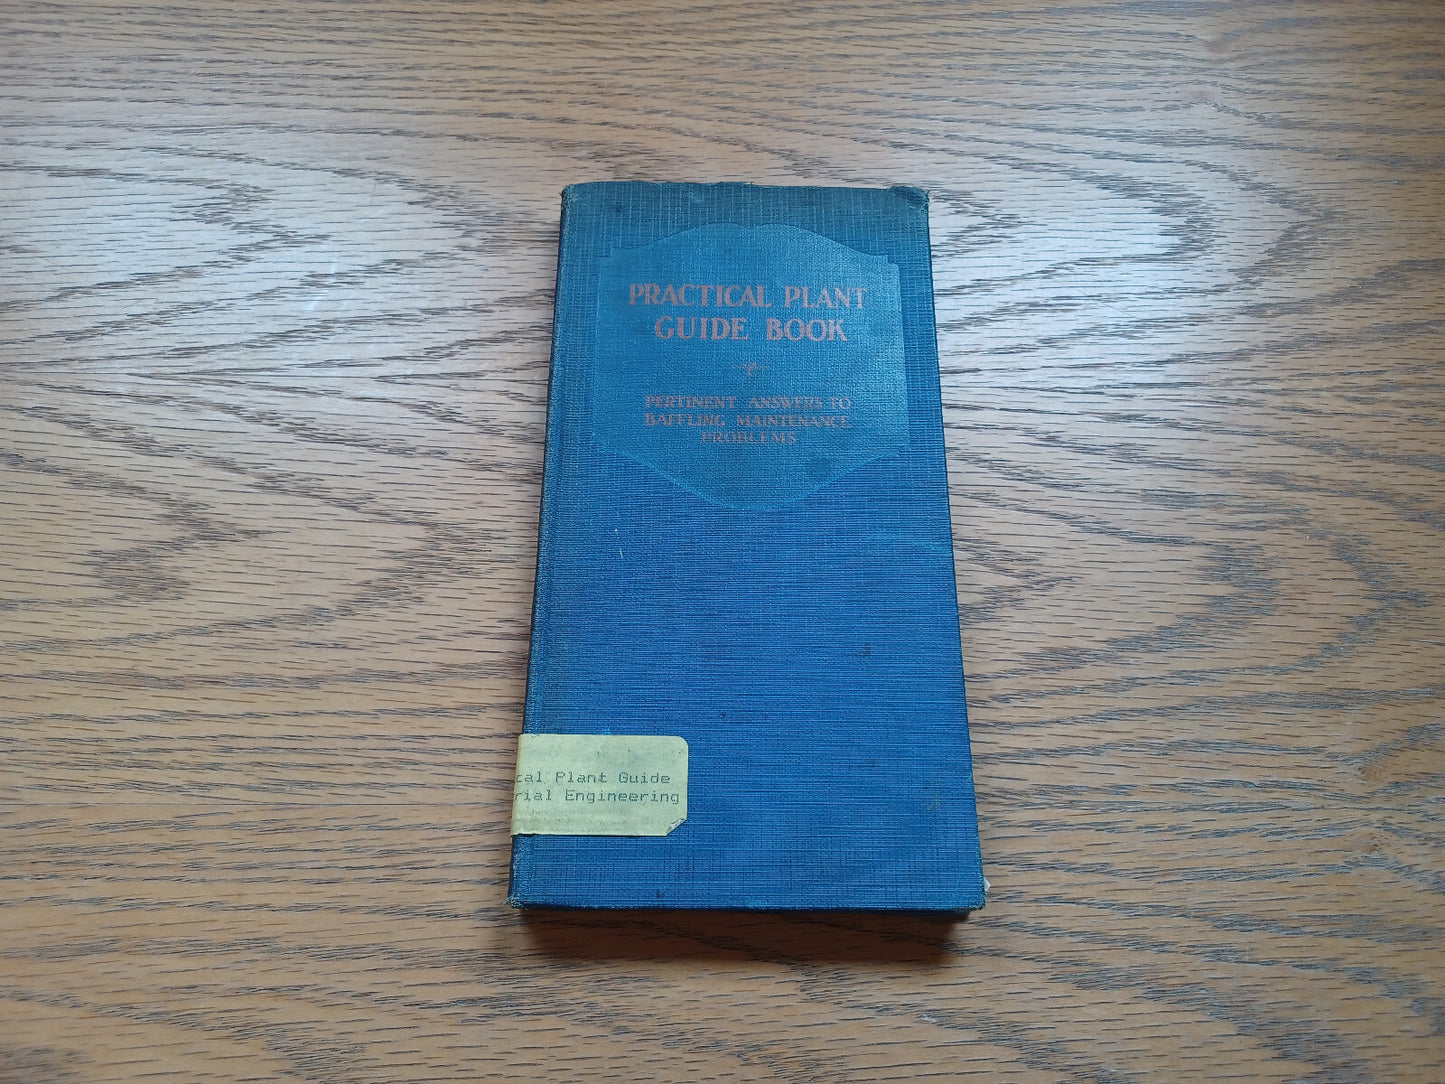 PRACTICAL PLANT
GUIDE BOOK
PERTINENT ANSWERS TO
BAFFLING MAINTENANCE
PROBLEMS
cal Plant Guide
rial Engineering